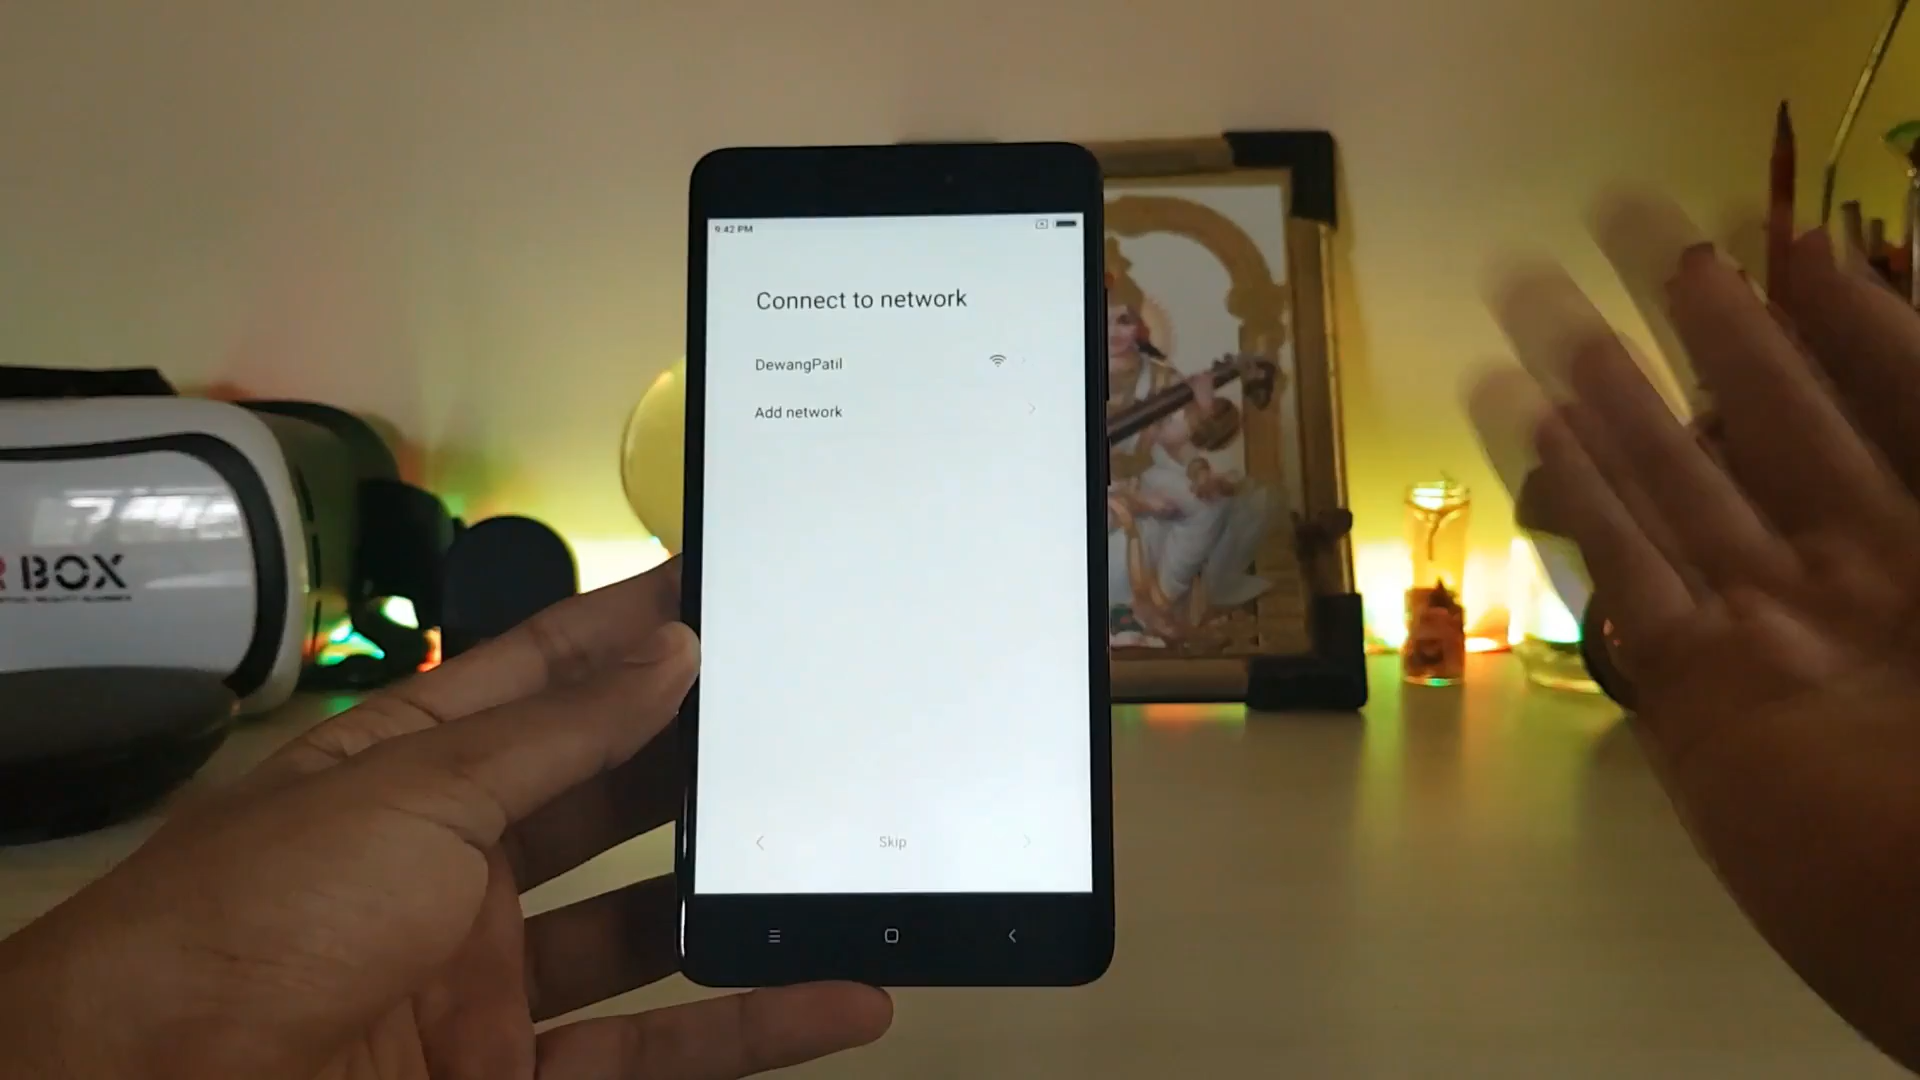 9:42 PM
Connect to network
DewangPatil
Add network
Skip
BOX